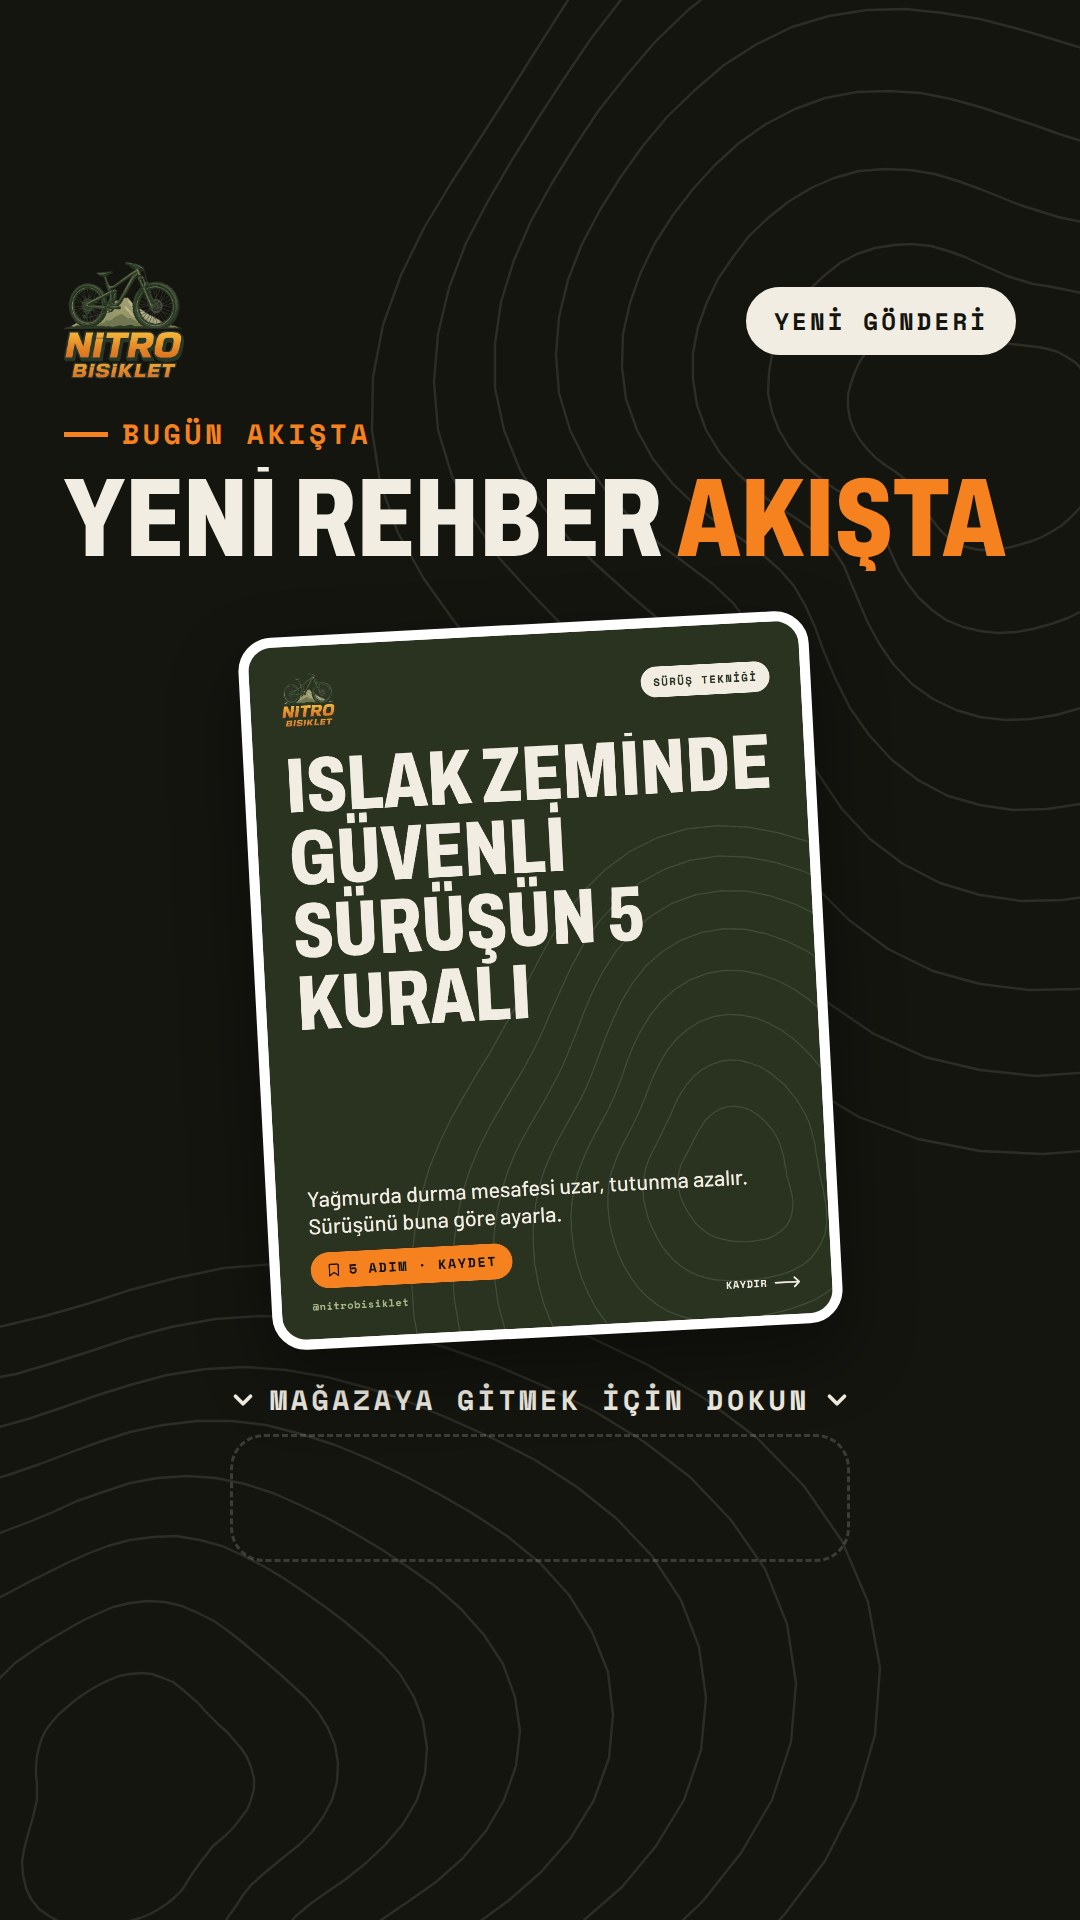 NiTRO
BiSiKLET
YENİ GÖNDERİ
BUGÜN AKIŞTA
YENİ REHBER AKIŞTA
NiTRO
BiSiKLET
SÜRÜŞ TEKNİĞİ
ISLAK ZEMİNDE
GÜVENLİ
SÜRÜŞÜN 5
KURALI
Yağmurda durma mesafesi uzar, tutunma azalır.
Sürüşünü buna göre ayarla.
5 ADIM · KAYDET
@nitrobisiklet
KAYDIR
MAĞAZAYA GİTMEK İÇİN DOKUN